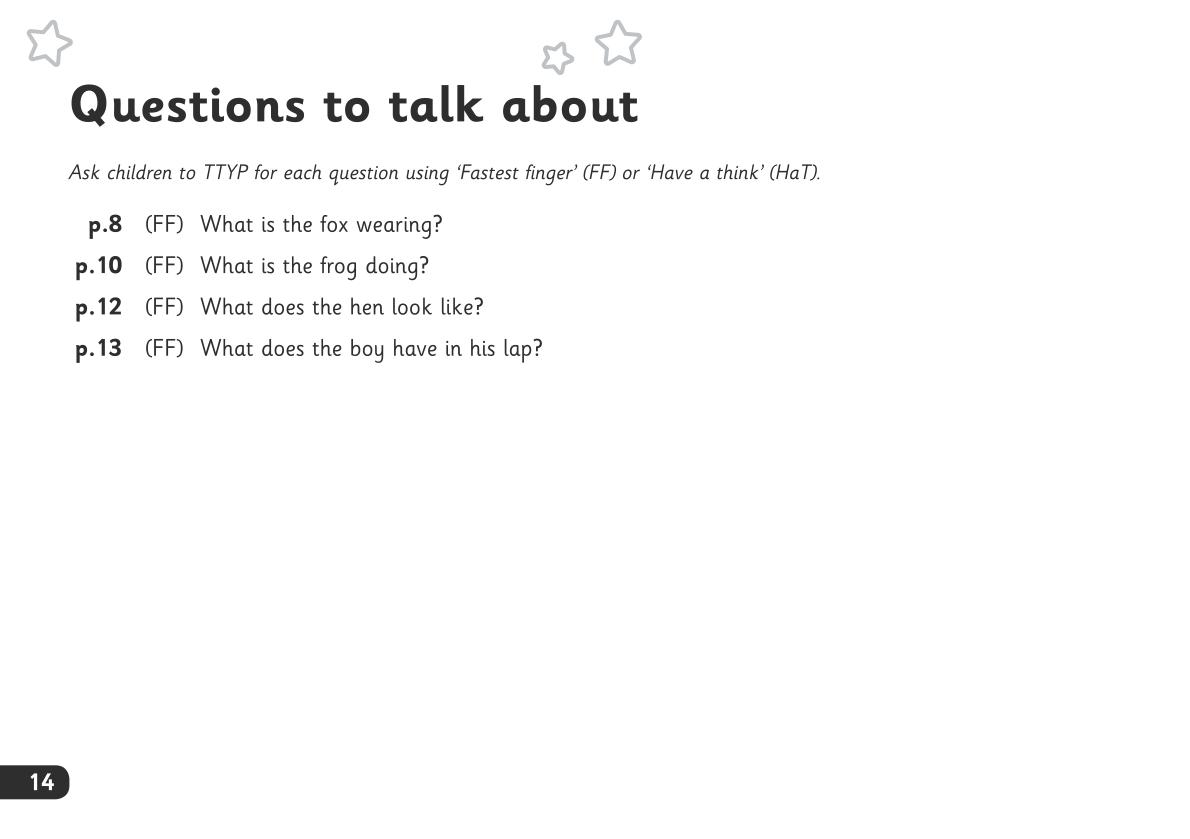 Questions to talk about
Ask children to TTYP for each question using ‘Fastest finger’ (FF) or ‘Have a think’ (HaT).
p.8 (FF) What is the fox wearing?
p.10 (FF) What is the frog doing?
p.12 (FF) What does the hen look like?
p.13 (FF) What does the boy have in his lap?
14